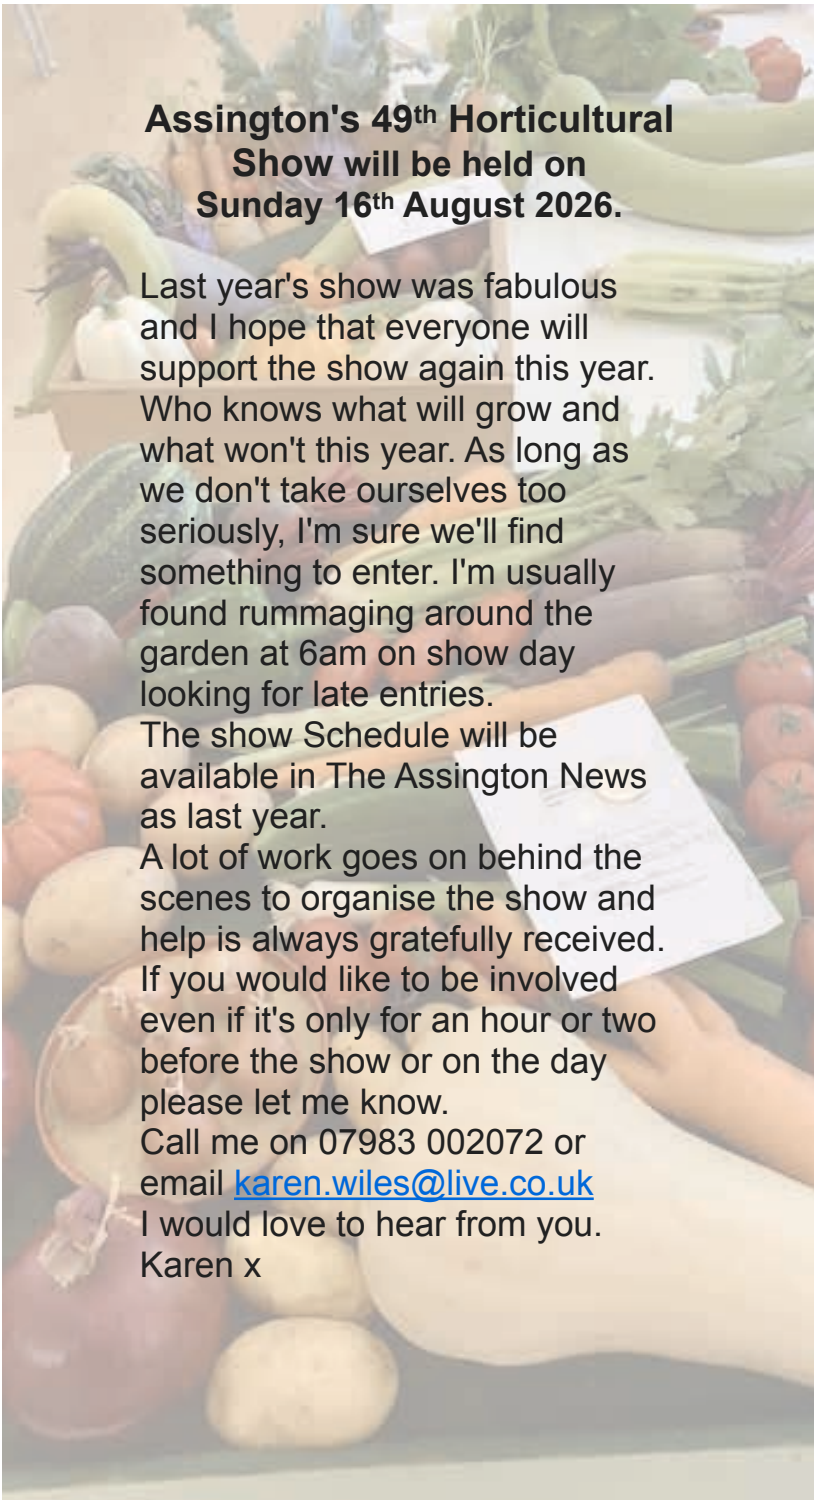 Assington's 49th Horticultural
Show will be held on
Sunday 16th August 2026.
Last year's show was fabulous
and I hope that everyone will
support the show again this year.
Who knows what will grow and
what won't this year. As long as
we don't take ourselves too
seriously, I'm sure we'll find
something to enter. I'm usually
found rummaging around the
garden at 6am on show day
looking for late entries.
The show Schedule will be
available in The Assington News
as last year.
A lot of work goes on behind the
scenes to organise the show and
help is always gratefully received.
If you would like to be involved
even if it's only for an hour or two
before the show or on the day
please let me know.
Call me on 07983 002072 or
email karen.wiles@live.co.uk
I would love to hear from you.
Karen x